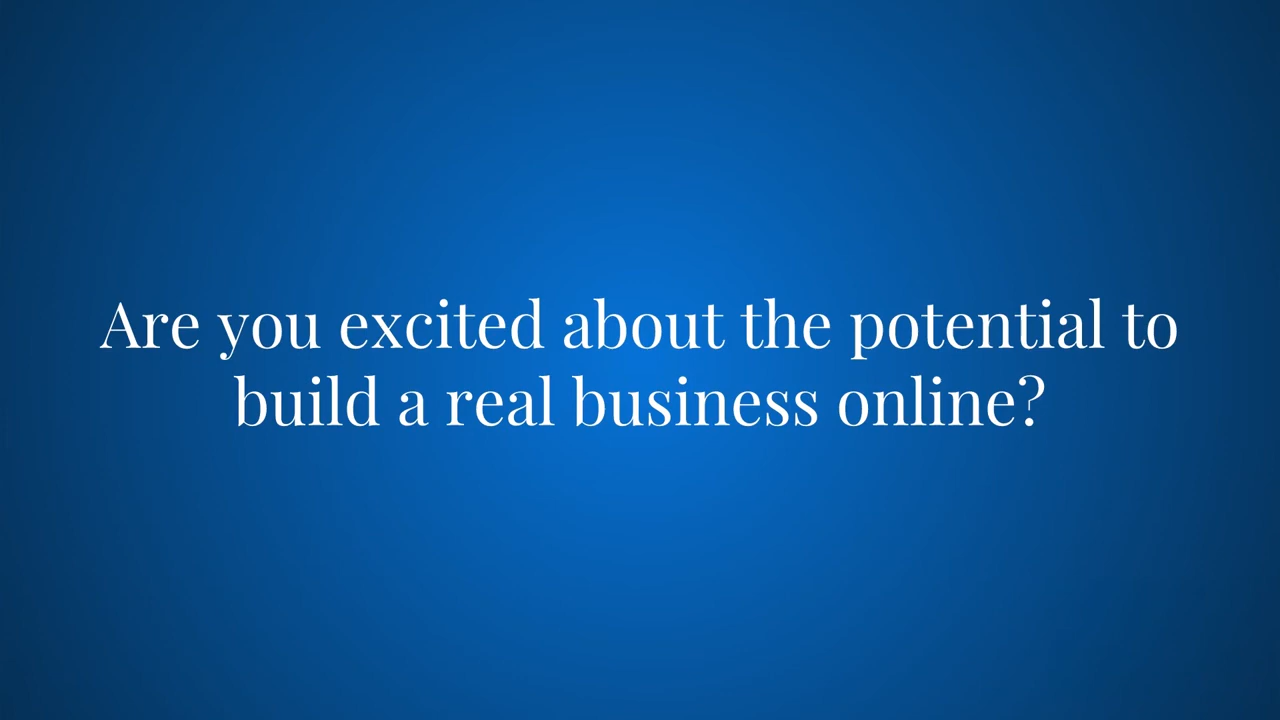 Are you excited about the potential to
build a real business online?